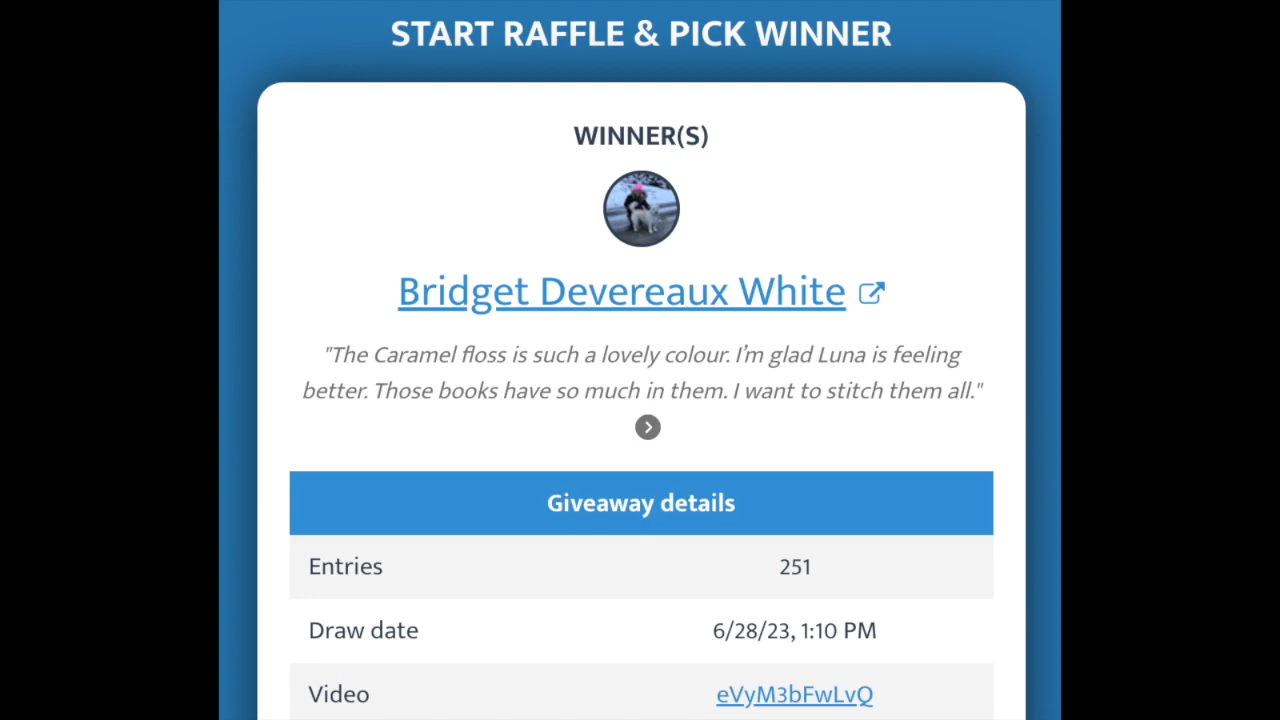 START RAFFLE & PICK WINNER
WINNER(S)
Bridget Devereaux White
"The Caramel floss is such a lovely colour. I’m glad Luna is feeling
better. Those books have so much in them. I want to stitch them all."
Giveaway details
Entries 251
Draw date 6/28/23, 1:10 PM
Video eVyM3bFwLvQ